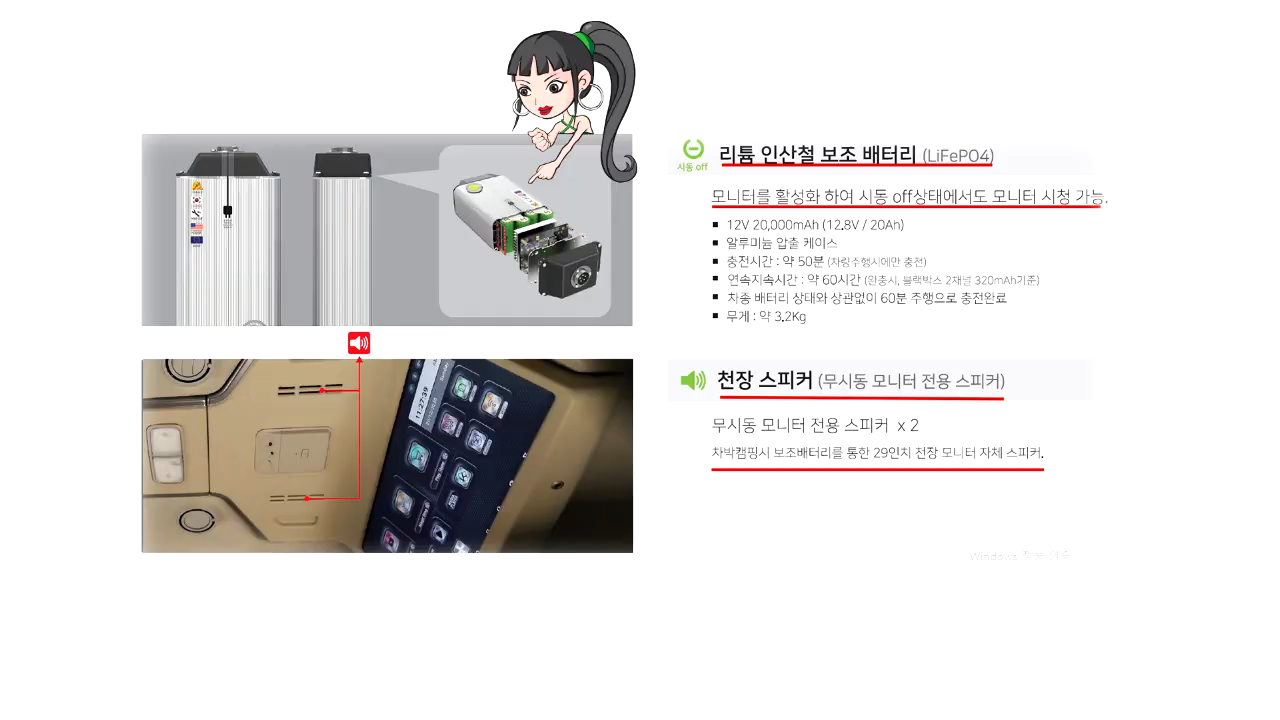 시동 off
리튬 인산철 보조 배터리 (LiFePO4)
모니터를 활성화 하여 시동 off상태에서도 모니터 시청 가능.
▪ 12V 20,000mAh (12.8V / 20Ah)
▪ 알루미늄 압출 케이스
▪ 충전시간 : 약 50분 (차량주행시에만 충전)
▪ 연속지속시간 : 약 60시간 (완충시, 블랙박스 2채널 320mAh기준)
▪ 차종 배터리 상태와 상관없이 60분 주행으로 충전완료
▪ 무게 : 약 3.2Kg
11:27:39
천장 스피커 (무시동 모니터 전용 스피커)
무시동 모니터 전용 스피커 x 2
차박캠핑시 보조배터리를 통한 29인치 천장 모니터 자체 스피커.